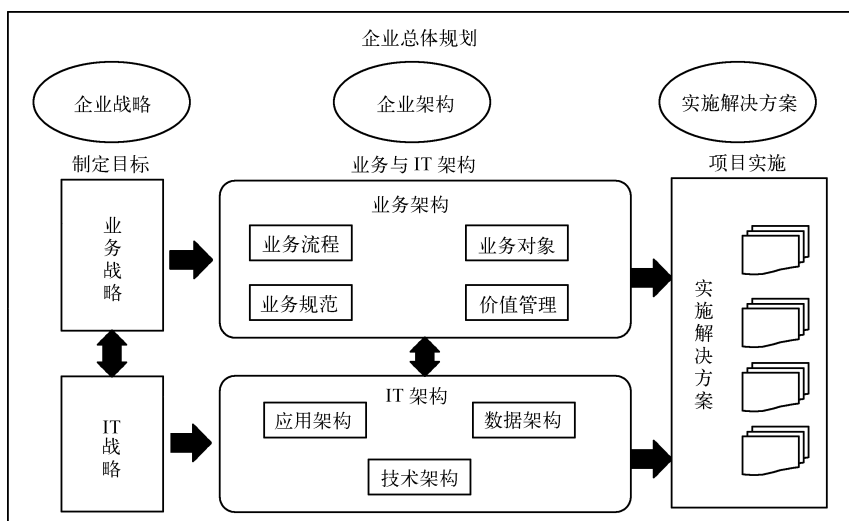 企业总体规划
企业战略
企业架构
实施解决方案
制定目标
业务与IT架构
项目实施
业务战略
业务架构
业务流程
业务对象
业务规范
价值管理
实施解决方案
IT战略
IT架构
应用架构
数据架构
技术架构